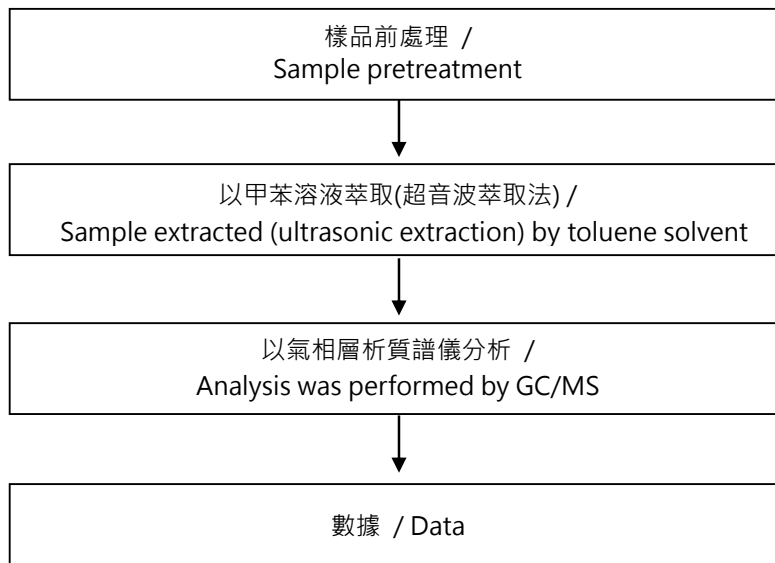 樣品前處理 /
Sample pretreatment
以甲苯溶液萃取(超音波萃取法) /
Sample extracted (ultrasonic extraction) by toluene solvent
以氣相層析質譜儀分析 /
Analysis was performed by GC/MS
數據 / Data